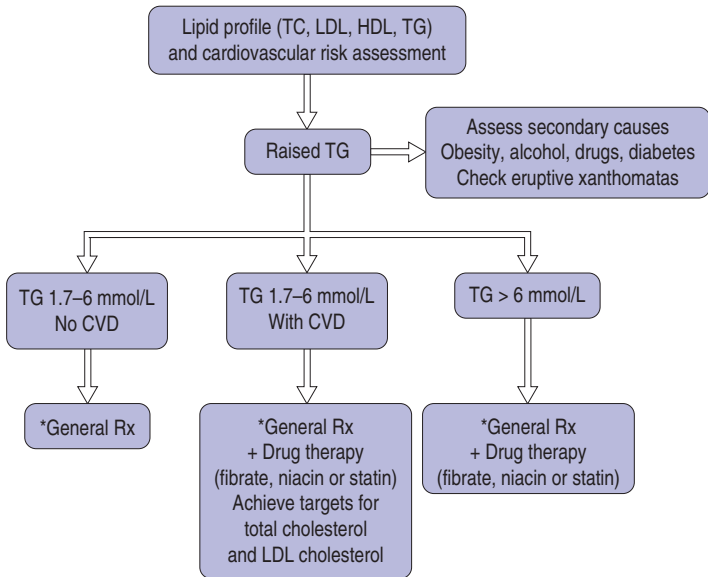 Lipid profile (TC, LDL, HDL, TG)
and cardiovascular risk assessment
Raised TG
Assess secondary causes
Obesity, alcohol, drugs, diabetes
Check eruptive xanthomatas
TG 1.7–6 mmol/L
No CVD
TG 1.7–6 mmol/L
With CVD
TG > 6 mmol/L
*General Rx
*General Rx
+ Drug therapy
(fibrate, niacin or statin)
Achieve targets for
total cholesterol
and LDL cholesterol
*General Rx
+ Drug therapy
(fibrate, niacin or statin)